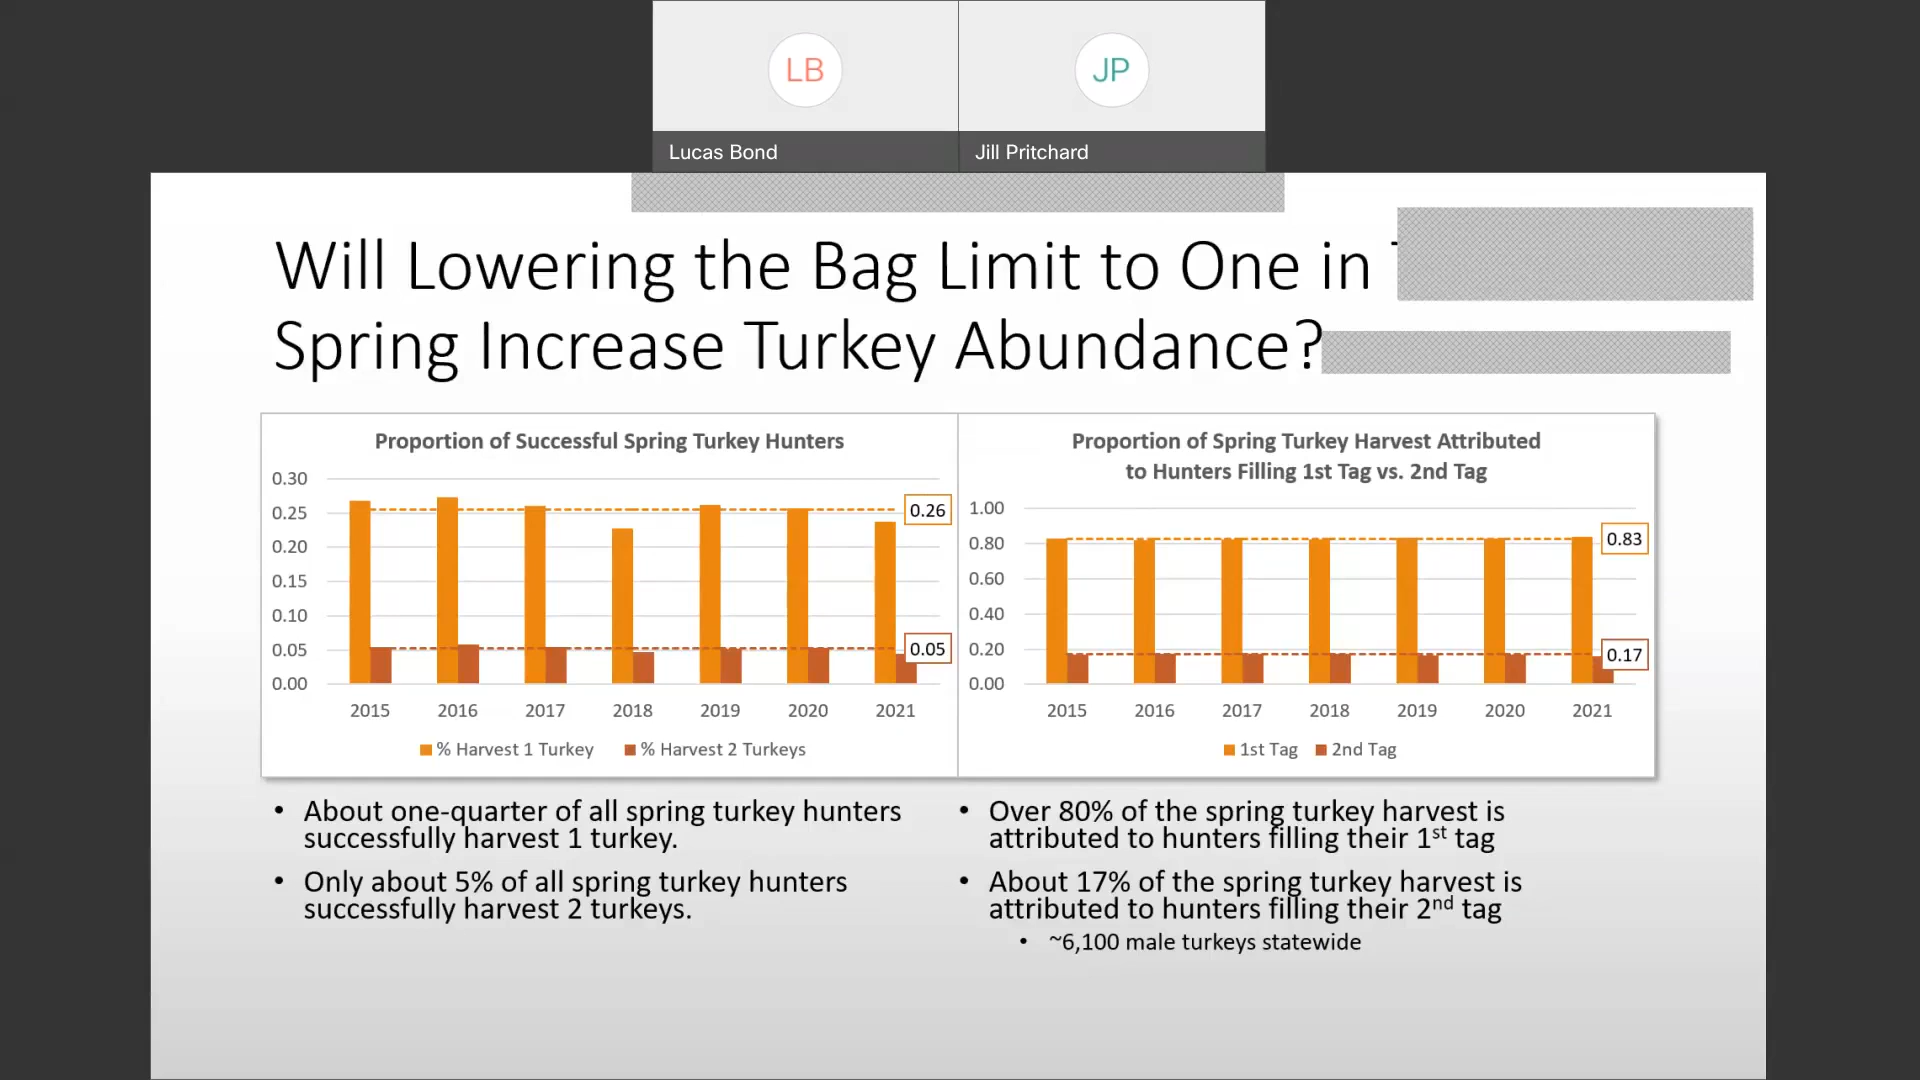 LB
JP
Lucas Bond
Jill Pritchard
Will Lowering the Bag Limit to One in
Spring Increase Turkey Abundance?
Proportion of Successful Spring Turkey Hunters
0.30
0.25
0.20
0.15
0.10
0.05
0.00
0.26
0.05
2015 2016 2017 2018 2019 2020 2021
% Harvest 1 Turkey % Harvest 2 Turkeys
Proportion of Spring Turkey Harvest Attributed
to Hunters Filling 1st Tag vs. 2nd Tag
1.00
0.80
0.60
0.40
0.20
0.00
0.83
0.17
2015 2016 2017 2018 2019 2020 2021
1st Tag 2nd Tag
• About one-quarter of all spring turkey hunters
successfully harvest 1 turkey.
• Only about 5% of all spring turkey hunters
successfully harvest 2 turkeys.
• Over 80% of the spring turkey harvest is
attributed to hunters filling their 1st tag
• About 17% of the spring turkey harvest is
attributed to hunters filling their 2nd tag
• ~6,100 male turkeys statewide